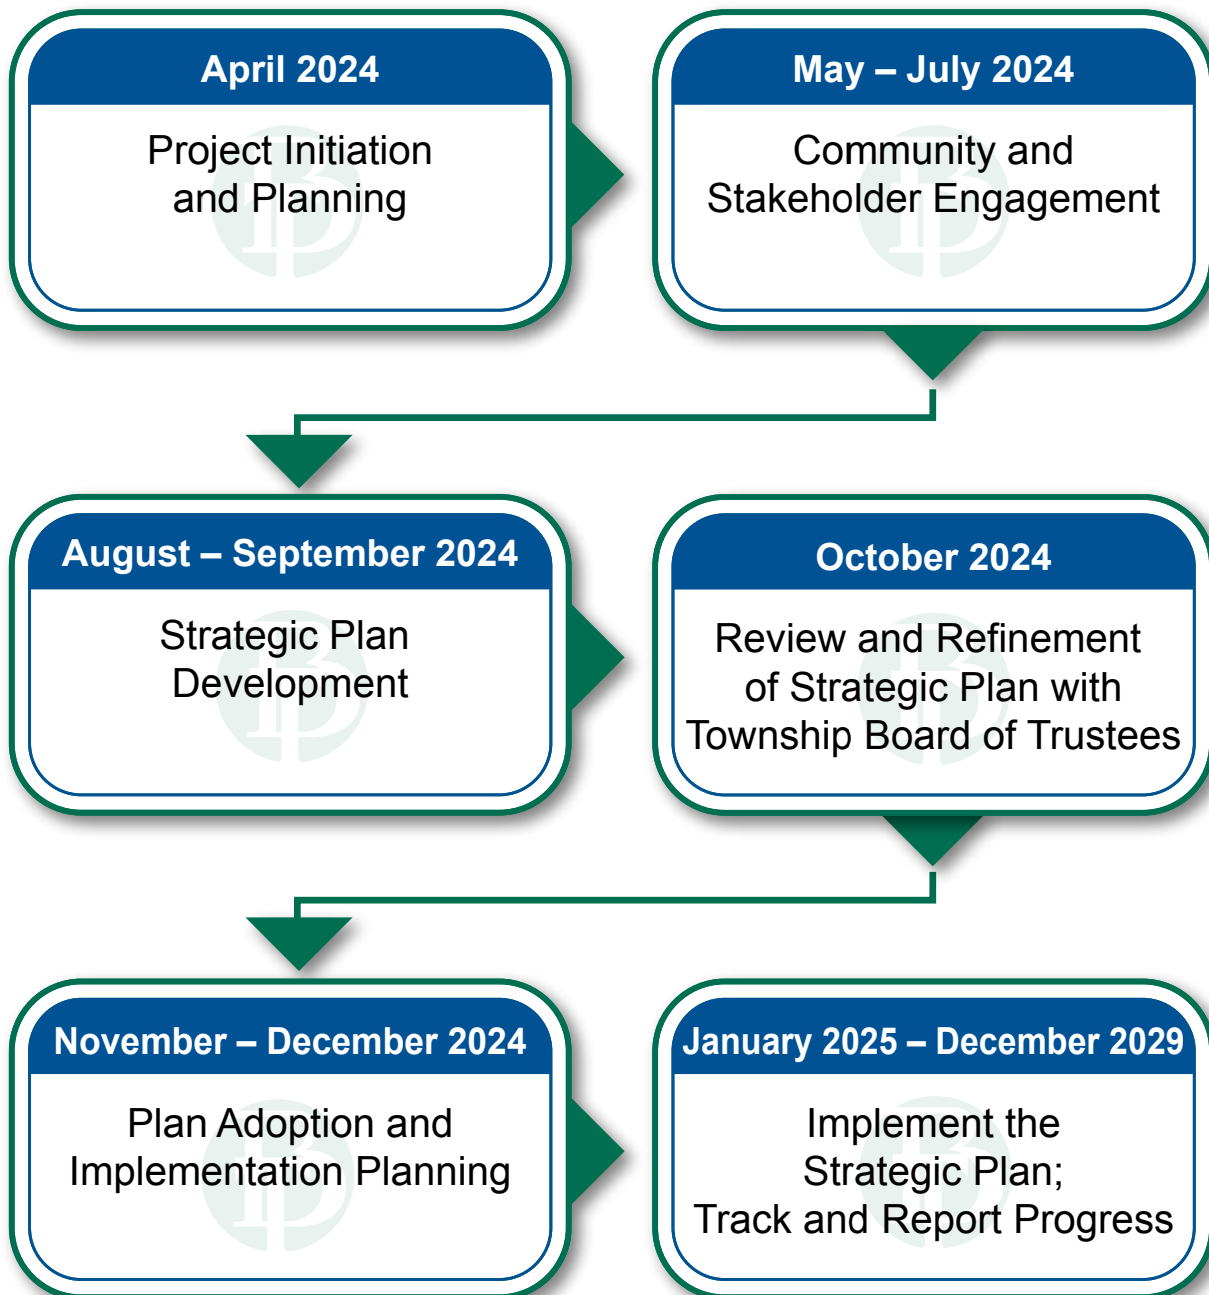 April 2024
Project Initiation
and Planning
May – July 2024
Community and
Stakeholder Engagement
August – September 2024
Strategic Plan
Development
October 2024
Review and Refinement
of Strategic Plan with
Township Board of Trustees
November – December 2024
Plan Adoption and
Implementation Planning
January 2025 – December 2029
Implement the
Strategic Plan;
Track and Report Progress